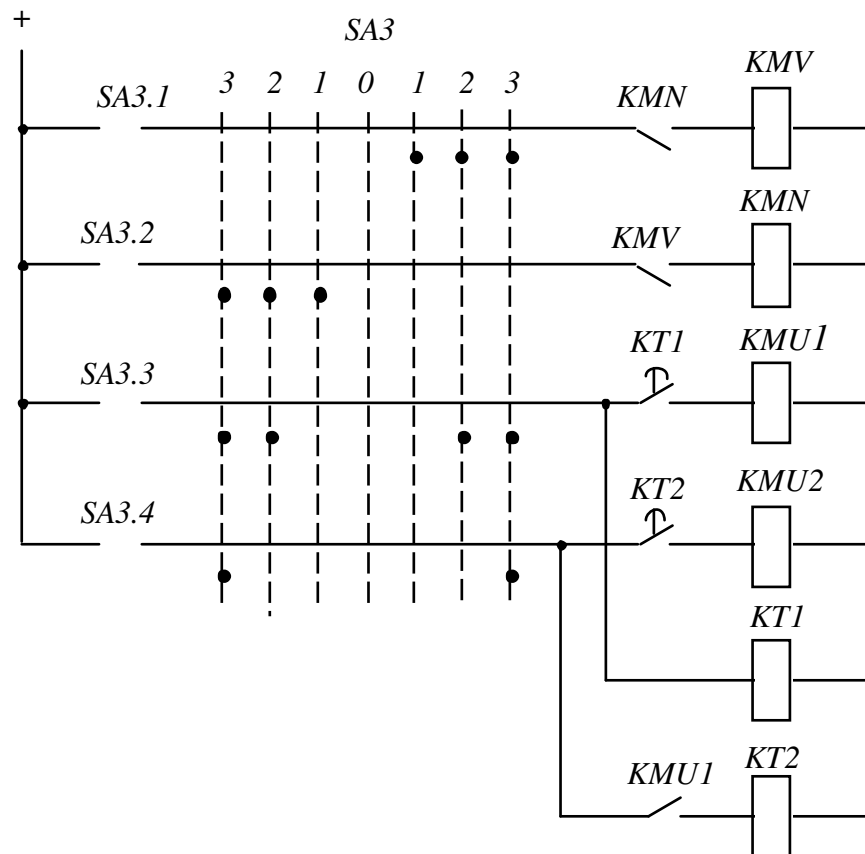 +
SA3
KMV
SA3.1 3 2 1 0 1 2 3 KMN
KMN
SA3.2 KMV
KT1 KMU1
SA3.3
KT2 KMU2
SA3.4
KT1
KMU1 KT2